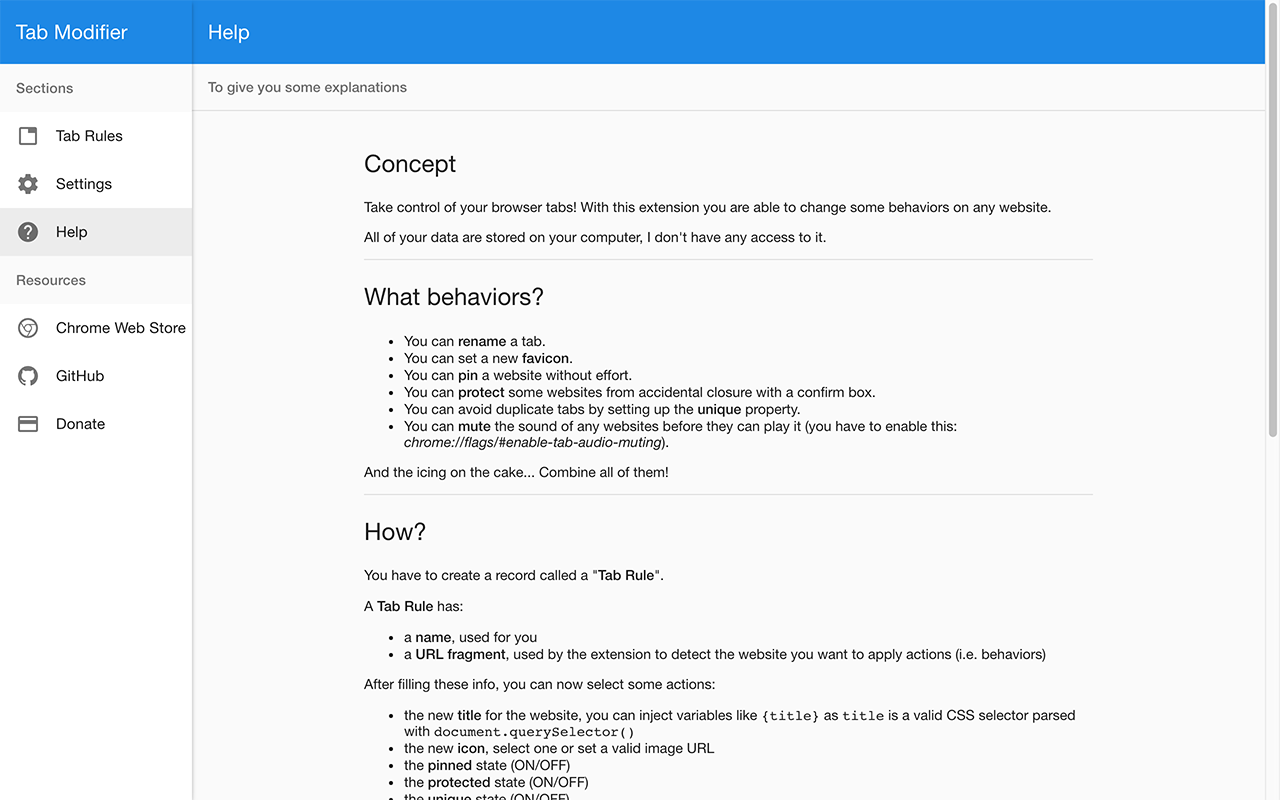 Tab Modifier
Help
Sections
To give you some explanations
Tab Rules
Settings
Help
Resources
Chrome Web Store
GitHub
Donate
Concept
Take control of your browser tabs! With this extension you are able to change some behaviors on any website.
All of your data are stored on your computer, I don't have any access to it.
What behaviors?
• You can rename a tab.
• You can set a new favicon.
• You can pin a website without effort.
• You can protect some websites from accidental closure with a confirm box.
• You can avoid duplicate tabs by setting up the unique property.
• You can mute the sound of any websites before they can play it (you have to enable this:
chrome://flags/#enable-tab-audio-muting).
And the icing on the cake... Combine all of them!
How?
You have to create a record called a "Tab Rule".
A Tab Rule has:
• a name, used for you
• a URL fragment, used by the extension to detect the website you want to apply actions (i.e. behaviors)
After filling these info, you can now select some actions:
• the new title for the website, you can inject variables like {title} as title is a valid CSS selector parsed
with document.querySelector()
• the new icon, select one or set a valid image URL
• the pinned state (ON/OFF)
• the protected state (ON/OFF)
• the unique state (ON/OFF)